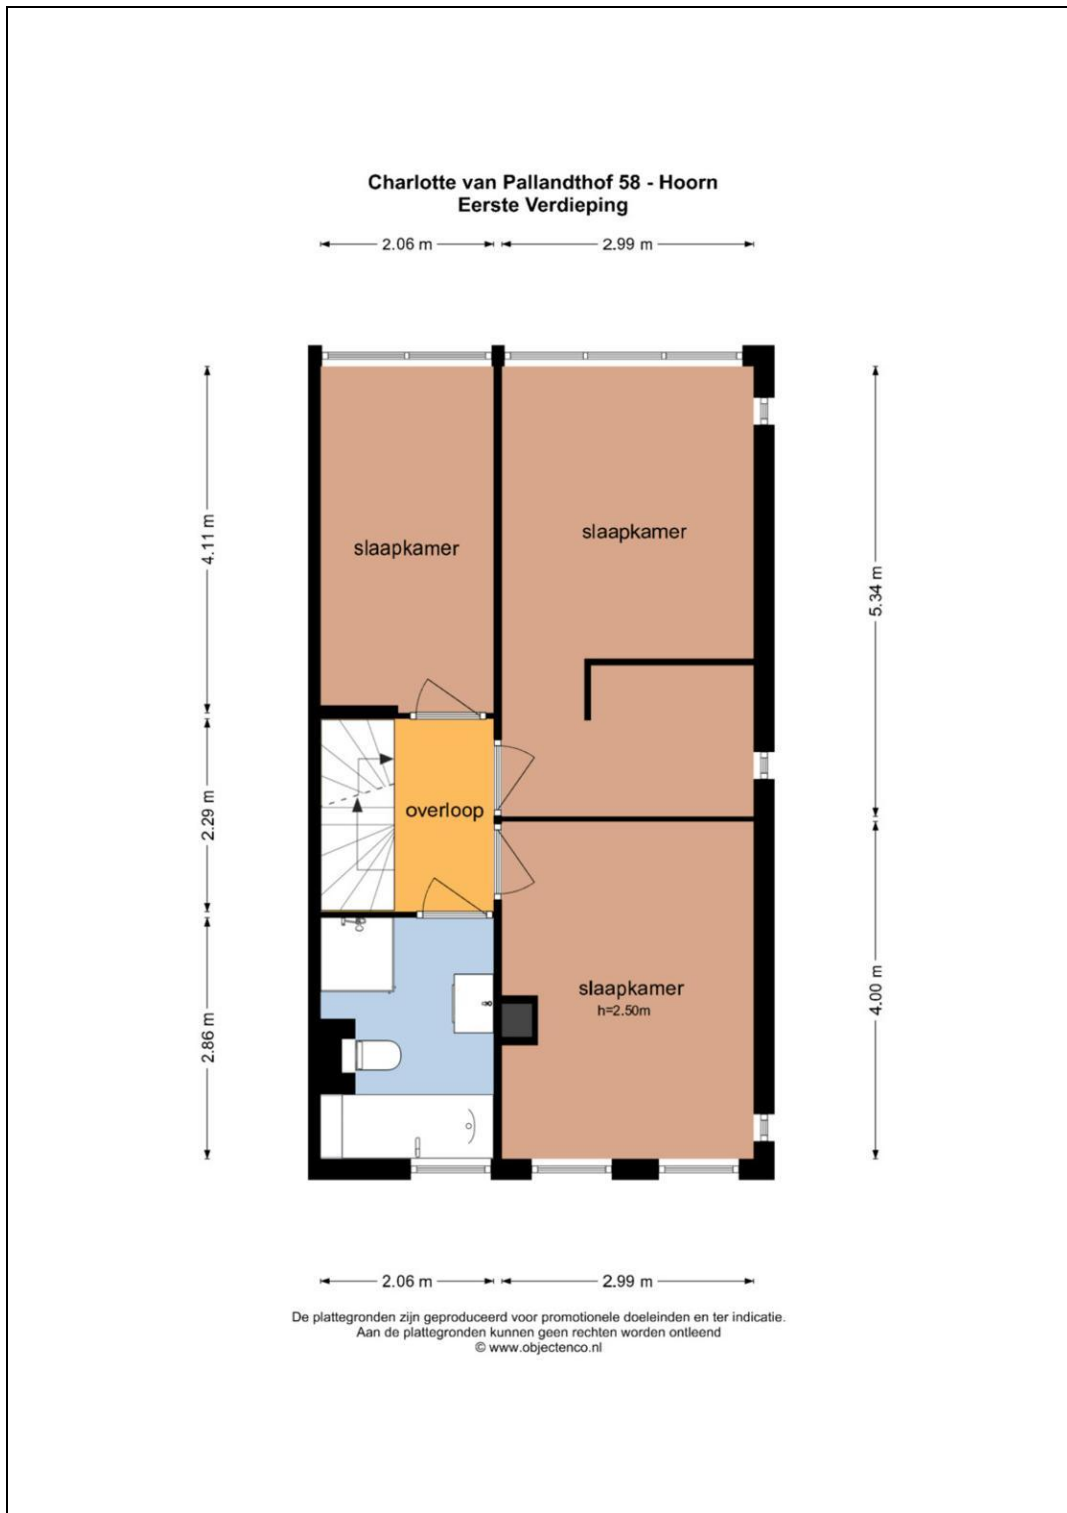 Charlotte van Pallandthof 58 - Hoorn
Eerste Verdieping
2.06 m
2.99 m
4.11 m
slaapkamer
slaapkamer
5.34 m
2.29 m
overloop
2.86 m
slaapkamer
h=2.50m
4.00 m
2.06 m
2.99 m
De plattegronden zijn geproduceerd voor promotionele doeleinden en ter indicatie.
Aan de plattegronden kunnen geen rechten worden ontleend
© www.objectenco.nl